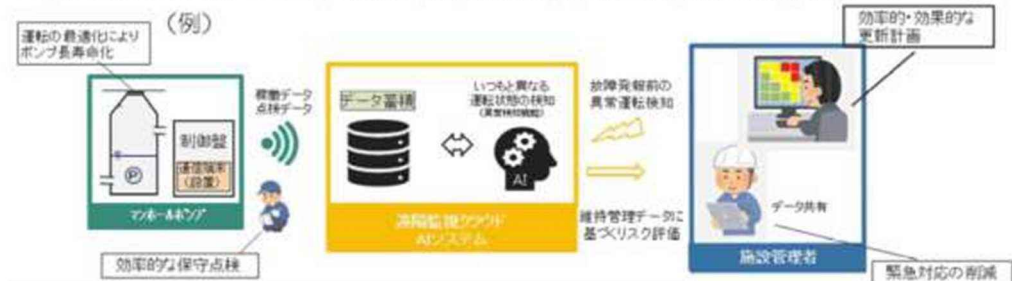 （例）
運転の最適化により
ポンプ長寿命化
制御盤
通信端末
（設置）
P
マンホールポンプ
効率的な保守点検
稼働データ
点検データ
データ蓄積
いつもと異なる
運転状態の検知
（異常検知機能）
AI
遠隔監視クラウド
AIシステム
故障発報前の
異常運転検知
維持管理データに
基づくリスク評価
効率的・効果的な
更新計画
データ共有
施設管理者
緊急対応の削減